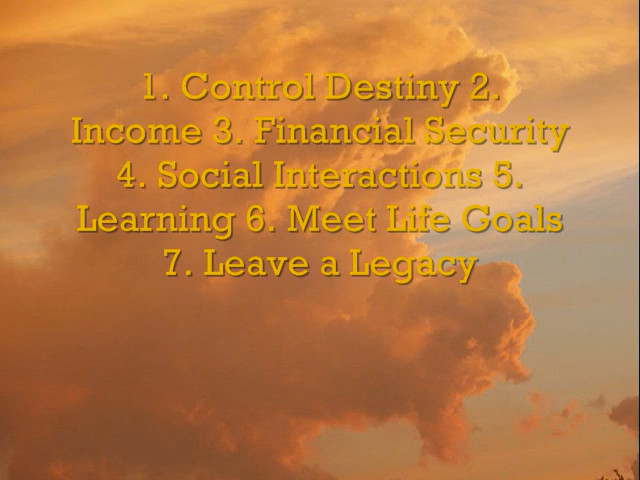 1. Control Destiny 2.
Income 3. Financial Security
4. Social Interactions 5.
Learning 6. Meet Life Goals
7. Leave a Legacy